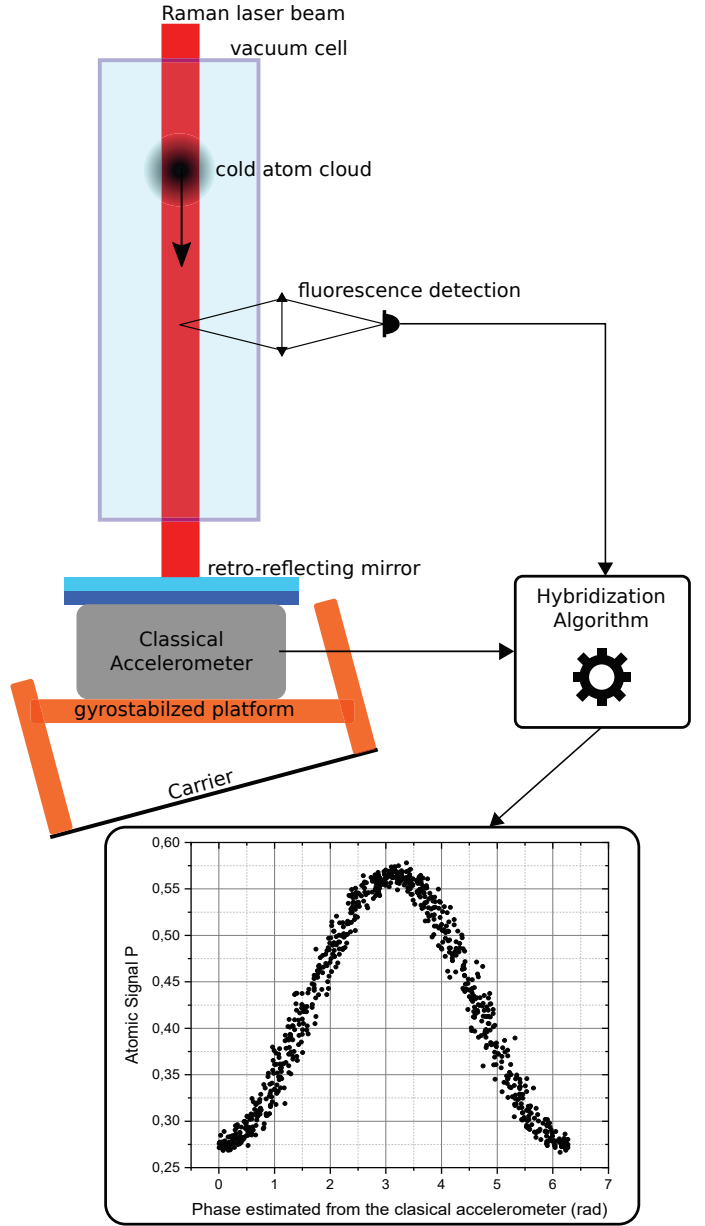 Raman laser beam
vacuum cell
cold atom cloud
fluorescence detection
retro-reflecting mirror
Hybridization
Algorithm
Classical
Accelerometer
gyrostabilzed platform
Carrier
0,60
0,55
0,50
0,45
0,40
0,35
0,30
0,25
Atomic Signal P
0 1 2 3 4 5 6 7
Phase estimated from the clasical accelerometer (rad)